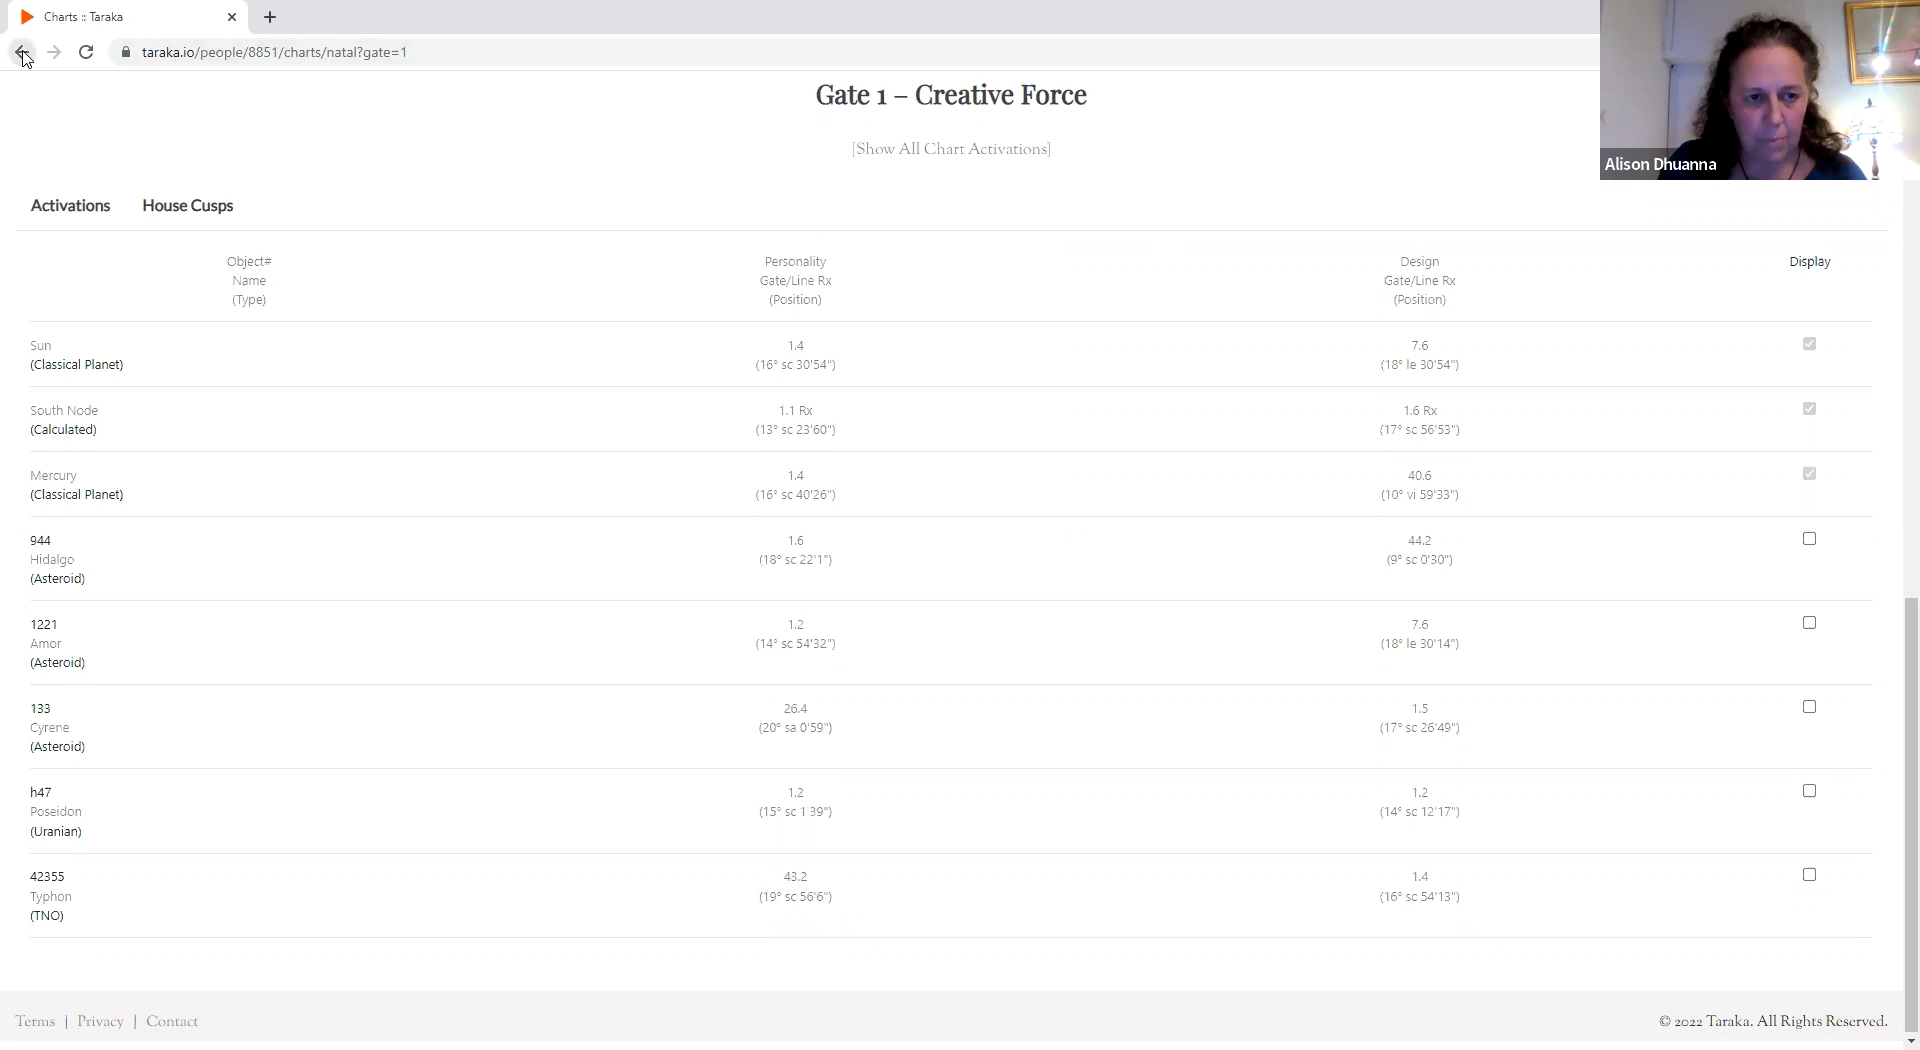 Charts :: Taraka
taraka.io/people/8851/charts/natal?gate=1
Alison Dhuanna
Gate 1 – Creative Force
[Show All Chart Activations]
Activations House Cusps
Object# Personality Design Display
Name Gate/Line Rx Gate/Line Rx
(Type) (Position) (Position)
Sun 1.4 7.6
(Classical Planet) (16° sc 30'54") (18° le 30'54")
South Node 1.1 Rx 1.6 Rx
(Calculated) (13° sc 23'60") (17° sc 56'53")
Mercury 1.4 40.6
(Classical Planet) (16° sc 40'26") (10° vi 59'33")
944 1.6 44.2
Hidalgo (18° sc 22'1") (9° sc 0'30")
(Asteroid)
1221 1.2 7.6
Amor (14° sc 54'32") (18° le 30'14")
(Asteroid)
133 26.4 1.5
Cyrene (20° sa 0'59") (17° sc 26'49")
(Asteroid)
h47 1.2 1.2
Poseidon (15° sc 1'39") (14° sc 12'17")
(Uranian)
42355 43.2 1.4
Typhon (19° sc 56'6") (16° sc 54'13")
(TNO)
Terms | Privacy | Contact © 2022 Taraka. All Rights Reserved.